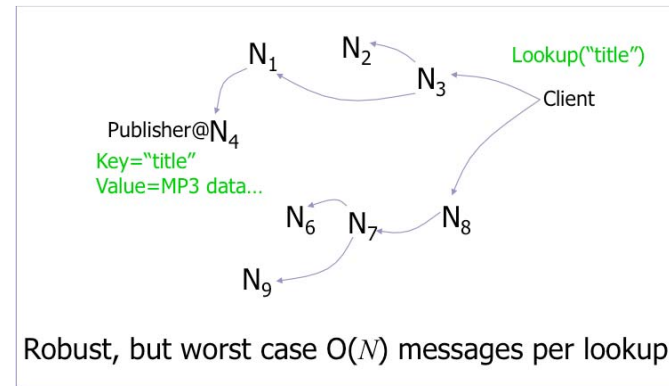 N₁
N₂
N₃
Lookup("title")
Client
Publisher@N₄
Key="title"
Value=MP3 data...
N₆
N₇
N₈
N₉
Robust, but worst case O(N) messages per lookup